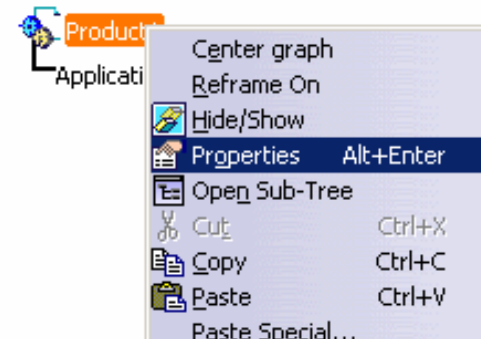 Product
Applicati
Center graph
Reframe On
Hide/Show
Properties Alt+Enter
Open Sub-Tree
Cut Ctrl+X
Copy Ctrl+C
Paste Ctrl+V
Paste Special...